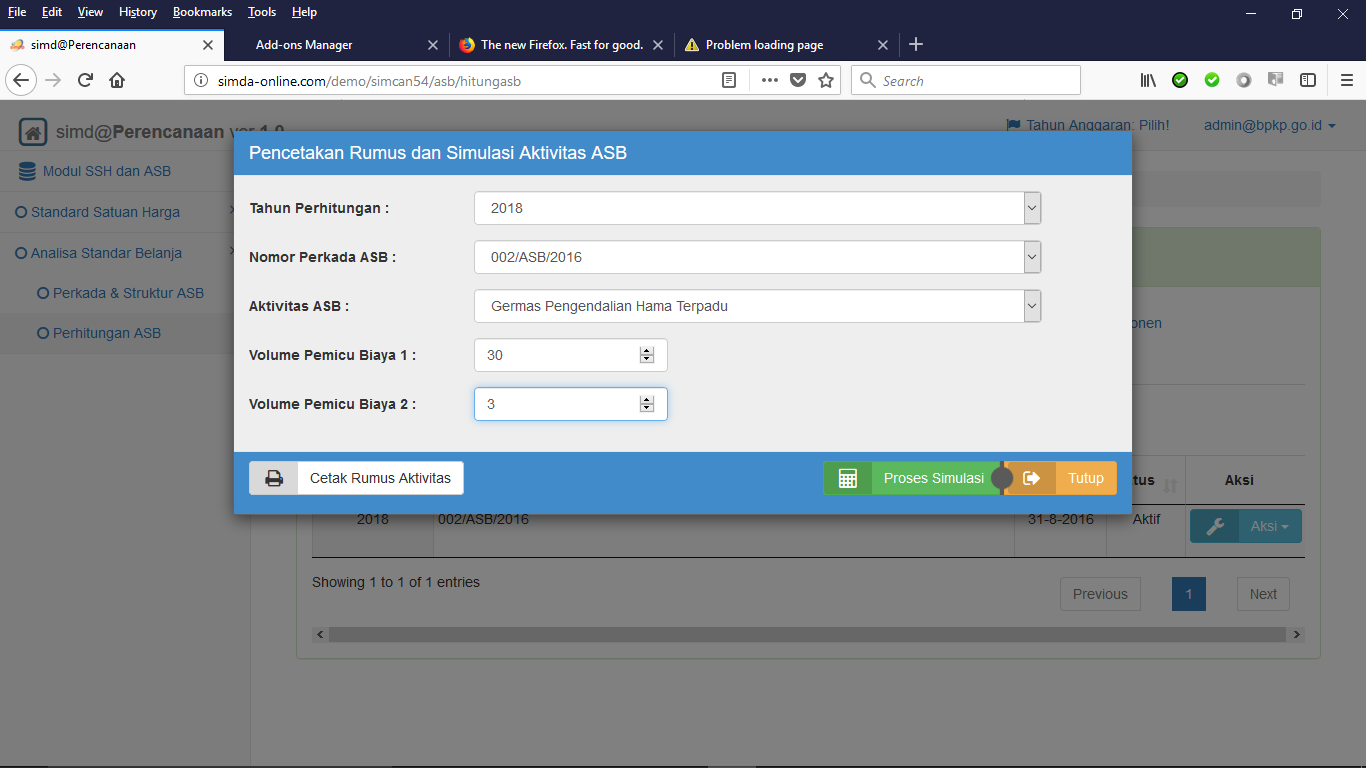 File Edit View History Bookmarks Tools Help
simd@Perencanaan
Add-ons Manager
The new Firefox. Fast for good.
Problem loading page
simda-online.com/demo/simcan54/asb/hitungasb
Search
simd@Perencanaan ver 1.0
Tahun Anggaran: Pilih!
admin@bpkp.go.id
Modul SSH dan ASB
Standard Satuan Harga
Analisa Standar Belanja
Perkada & Struktur ASB
Perhitungan ASB
Pencetakan Rumus dan Simulasi Aktivitas ASB
Tahun Perhitungan : 2018
Nomor Perkada ASB : 002/ASB/2016
Aktivitas ASB : Germas Pengendalian Hama Terpadu
Volume Pemicu Biaya 1 : 30
Volume Pemicu Biaya 2 : 3
Cetak Rumus Aktivitas
Proses Simulasi
Tutup
onen
tus
Aksi
2018 002/ASB/2016 31-8-2016 Aktif Aksi
Showing 1 to 1 of 1 entries
Previous 1 Next